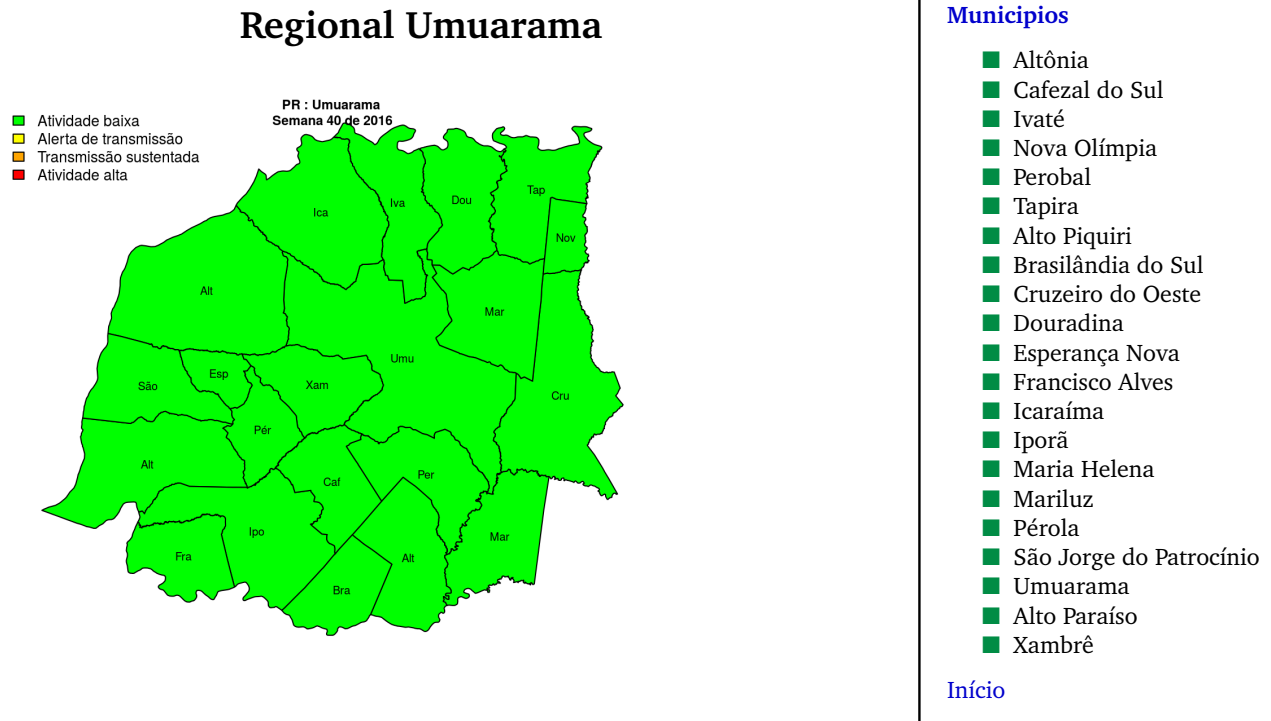 Regional Umuarama
PR : Umuarama
Semana 40 de 2016
Atividade baixa
Alerta de transmissão
Transmissão sustentada
Atividade alta
Ica
Iva
Dou
Tap
Nov
Alt
Mar
Umu
São
Esp
Xam
Cru
Pér
Alt
Caf
Per
Ipo
Mar
Fra
Alt
Bra
Municipios
Altônia
Cafezal do Sul
Ivaté
Nova Olímpia
Perobal
Tapira
Alto Piquiri
Brasilândia do Sul
Cruzeiro do Oeste
Douradina
Esperança Nova
Francisco Alves
Icaraíma
Iporã
Maria Helena
Mariluz
Pérola
São Jorge do Patrocínio
Umuarama
Alto Paraíso
Xambrê
Início